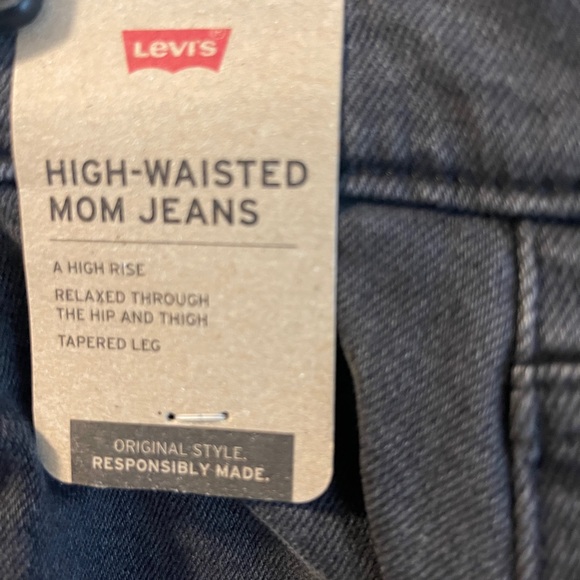 Levi's
HIGH-WAISTED
MOM JEANS
A HIGH RISE
RELAXED THROUGH
THE HIP AND THIGH
TAPERED LEG
ORIGINAL STYLE.
RESPONSIBLY MADE.